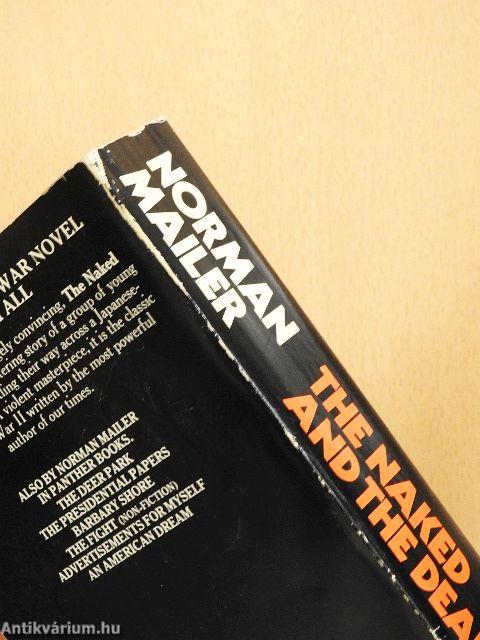 WAR NOVEL
ALL
ely convincing, The Naked
ering story of a group of young
ting their way across a Japanese-
violent masterpiece, it is the classic
War II written by the most powerful
author of our times.
ALSO BY NORMAN MAILER
IN PANTHER BOOKS.
THE DEER PARK
THE PRESIDENTIAL PAPERS
BARBARY SHORE
THE FIGHT (NON-FICTION)
ADVERTISEMENTS FOR MYSELF
AN AMERICAN DREAM
NORMAN
MAILER
THE NAKED
AND THE DEA
Antikvárium.hu